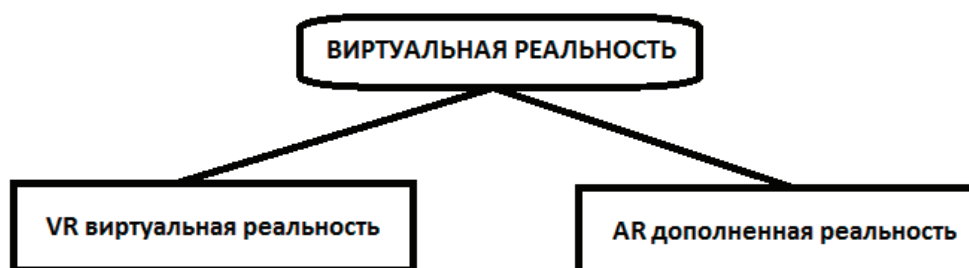 ВИРТУАЛЬНАЯ РЕАЛЬНОСТЬ
VR виртуальная реальность
AR дополненная реальность